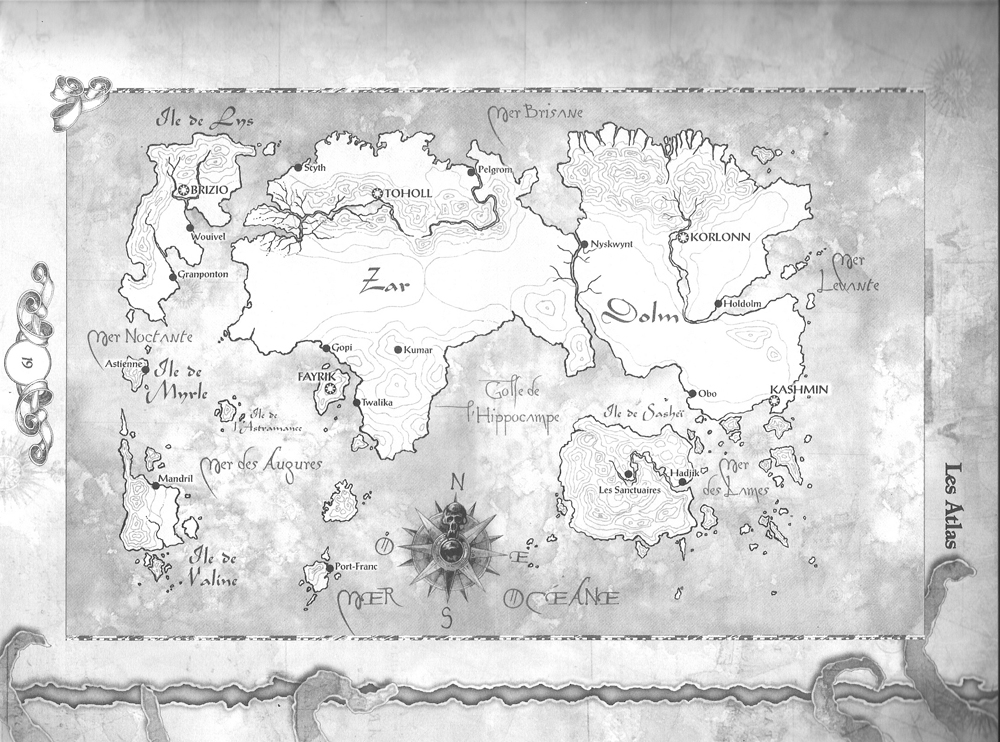 Mer Brisane
Ile de Lys
Scyth
Pelgrom
BRIZIO
TOHOLL
Wouivel
KORLONN
Nyskwynt
Granponton
Zar
Mer
Levante
Dolm
Holdolm
Mer Noctante
Gopi
Kumar
Astienne
Ile de
Myrle
FAYRIK
Twalika
Golfe de
l'Hippocampe
Obo
KASHMIN
Ile de
l'Astramance
Ile de Sasheï
Mer des Augures
Mandril
Les Sanctuaires
Hadjik
Mer
des Lames
N
O
E
S
Ile de
Valine
Port-Franc
MER OCÉANE
61
Les Atlas